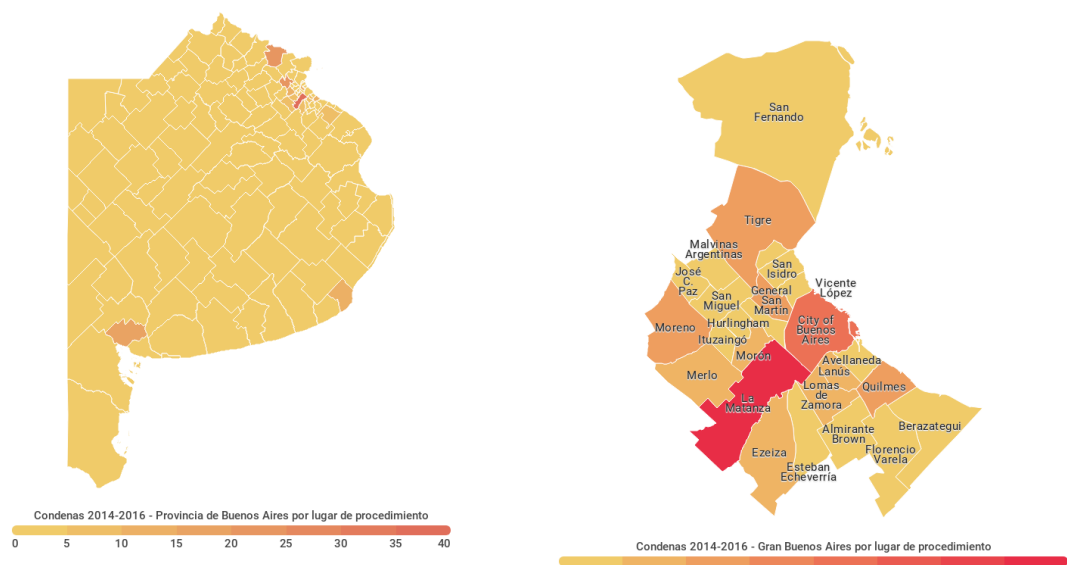 Condenas 2014-2016 - Provincia de Buenos Aires por lugar de procedimiento
0 5 10 15 20 25 30 35 40
San
Fernando
Tigre
Malvinas
Argentinas
San
Isidro
José
C.
Paz
Vicente
López
San
Miguel
General
San
Martín
Moreno
Hurlingham
City of
Buenos
Aires
Ituzaingó
Morón
Avellaneda
Lanús
Merlo
Lomas
de
Zamora
Quilmes
La
Matanza
Almirante
Brown
Berazategui
Florencio
Varela
Ezeiza
Esteban
Echeverría
Condenas 2014-2016 - Gran Buenos Aires por lugar de procedimiento